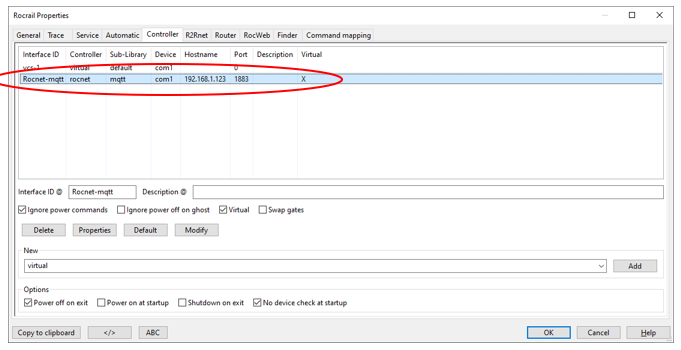 Rocrail Properties
General Trace Service Automatic Controller R2Rnet Router RocWeb Finder Command mapping
Interface ID Controller Sub-Library Device Hostname Port Description Virtual
vcs-1 virtual default com1 0
Rocnet-mqtt rocnet mqtt com1 192.168.1.123 1883 X
Interface ID @ Rocnet-mqtt Description @
Ignore power commands Ignore power off on ghost Virtual Swap gates
Delete Properties Default Modify
New
virtual Add
Options
Power off on exit Power on at startup Shutdown on exit No device check at startup
Copy to clipboard </> ABC OK Cancel Help